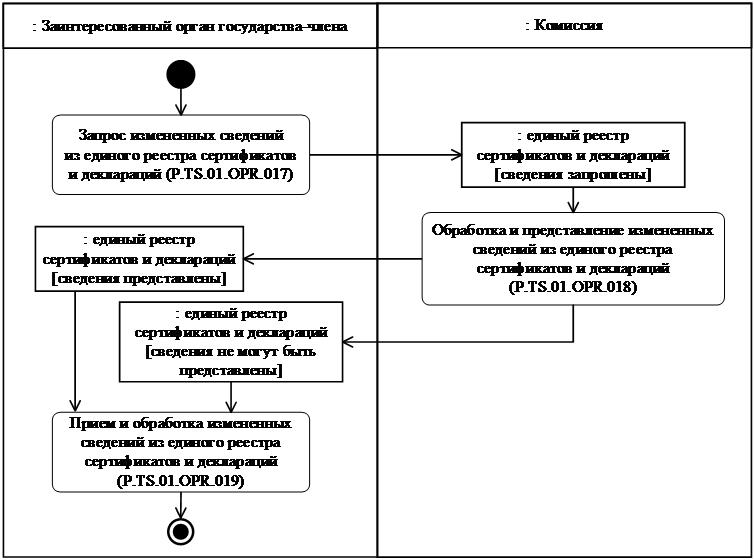 : Заинтересованный орган государства-члена
: Комиссия
Запрос измененных сведений
из единого реестра сертификатов
и деклараций (P.TS.01.OPR.017)
: единый реестр
сертификатов и деклараций
[сведения запрошены]
Обработка и представление измененных
сведений из единого реестра
сертификатов и деклараций
(P.TS.01.OPR.018)
: единый реестр
сертификатов и деклараций
[сведения представлены]
: единый реестр
сертификатов и деклараций
[сведения не могут быть
представлены]
Прием и обработка измененных
сведений из единого реестра
сертификатов и деклараций
(P.TS.01.OPR.019)